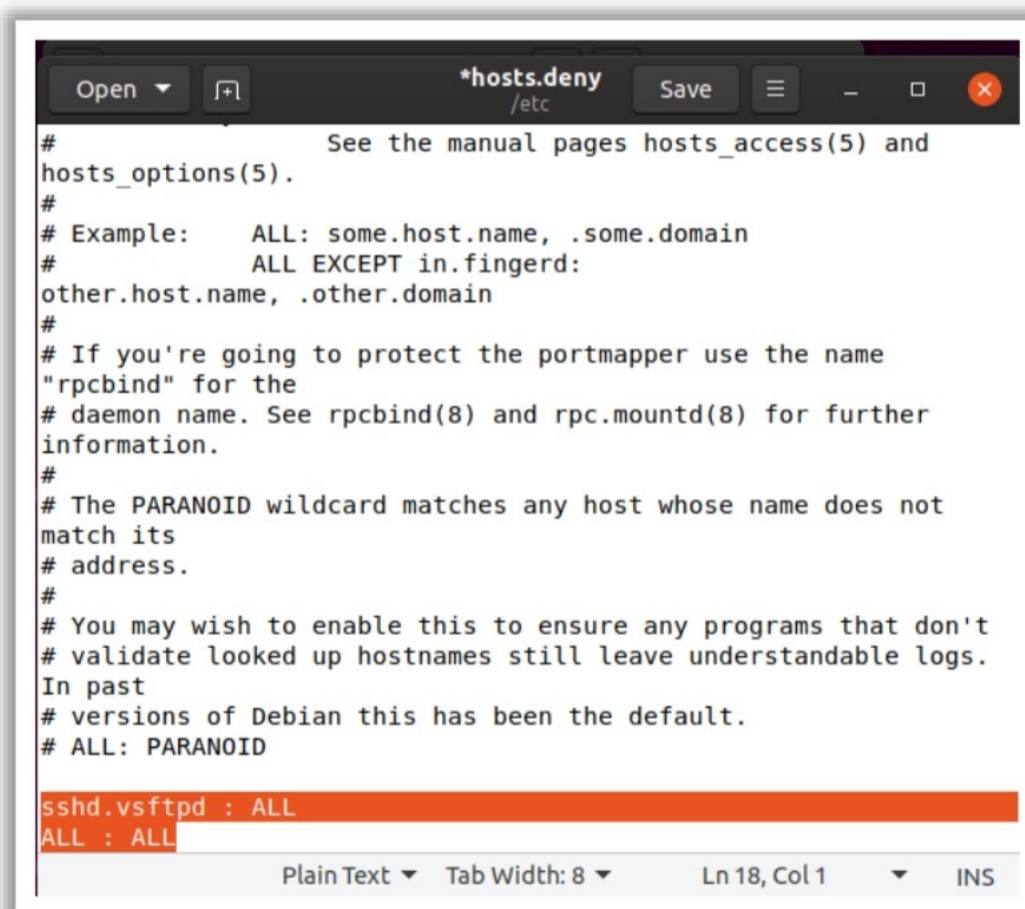 Open
*hosts.deny
/etc
Save
#                   See the manual pages hosts_access(5) and
hosts_options(5).
#
# Example:    ALL: some.host.name, .some.domain
#             ALL EXCEPT in.fingerd:
other.host.name, .other.domain
#
# If you're going to protect the portmapper use the name
"rpcbind" for the
# daemon name. See rpcbind(8) and rpc.mountd(8) for further
information.
#
# The PARANOID wildcard matches any host whose name does not
match its
# address.
#
# You may wish to enable this to ensure any programs that don't
# validate looked up hostnames still leave understandable logs.
In past
# versions of Debian this has been the default.
# ALL: PARANOID

sshd.vsftpd : ALL
ALL : ALL
Plain Text Tab Width: 8 Ln 18, Col 1 INS